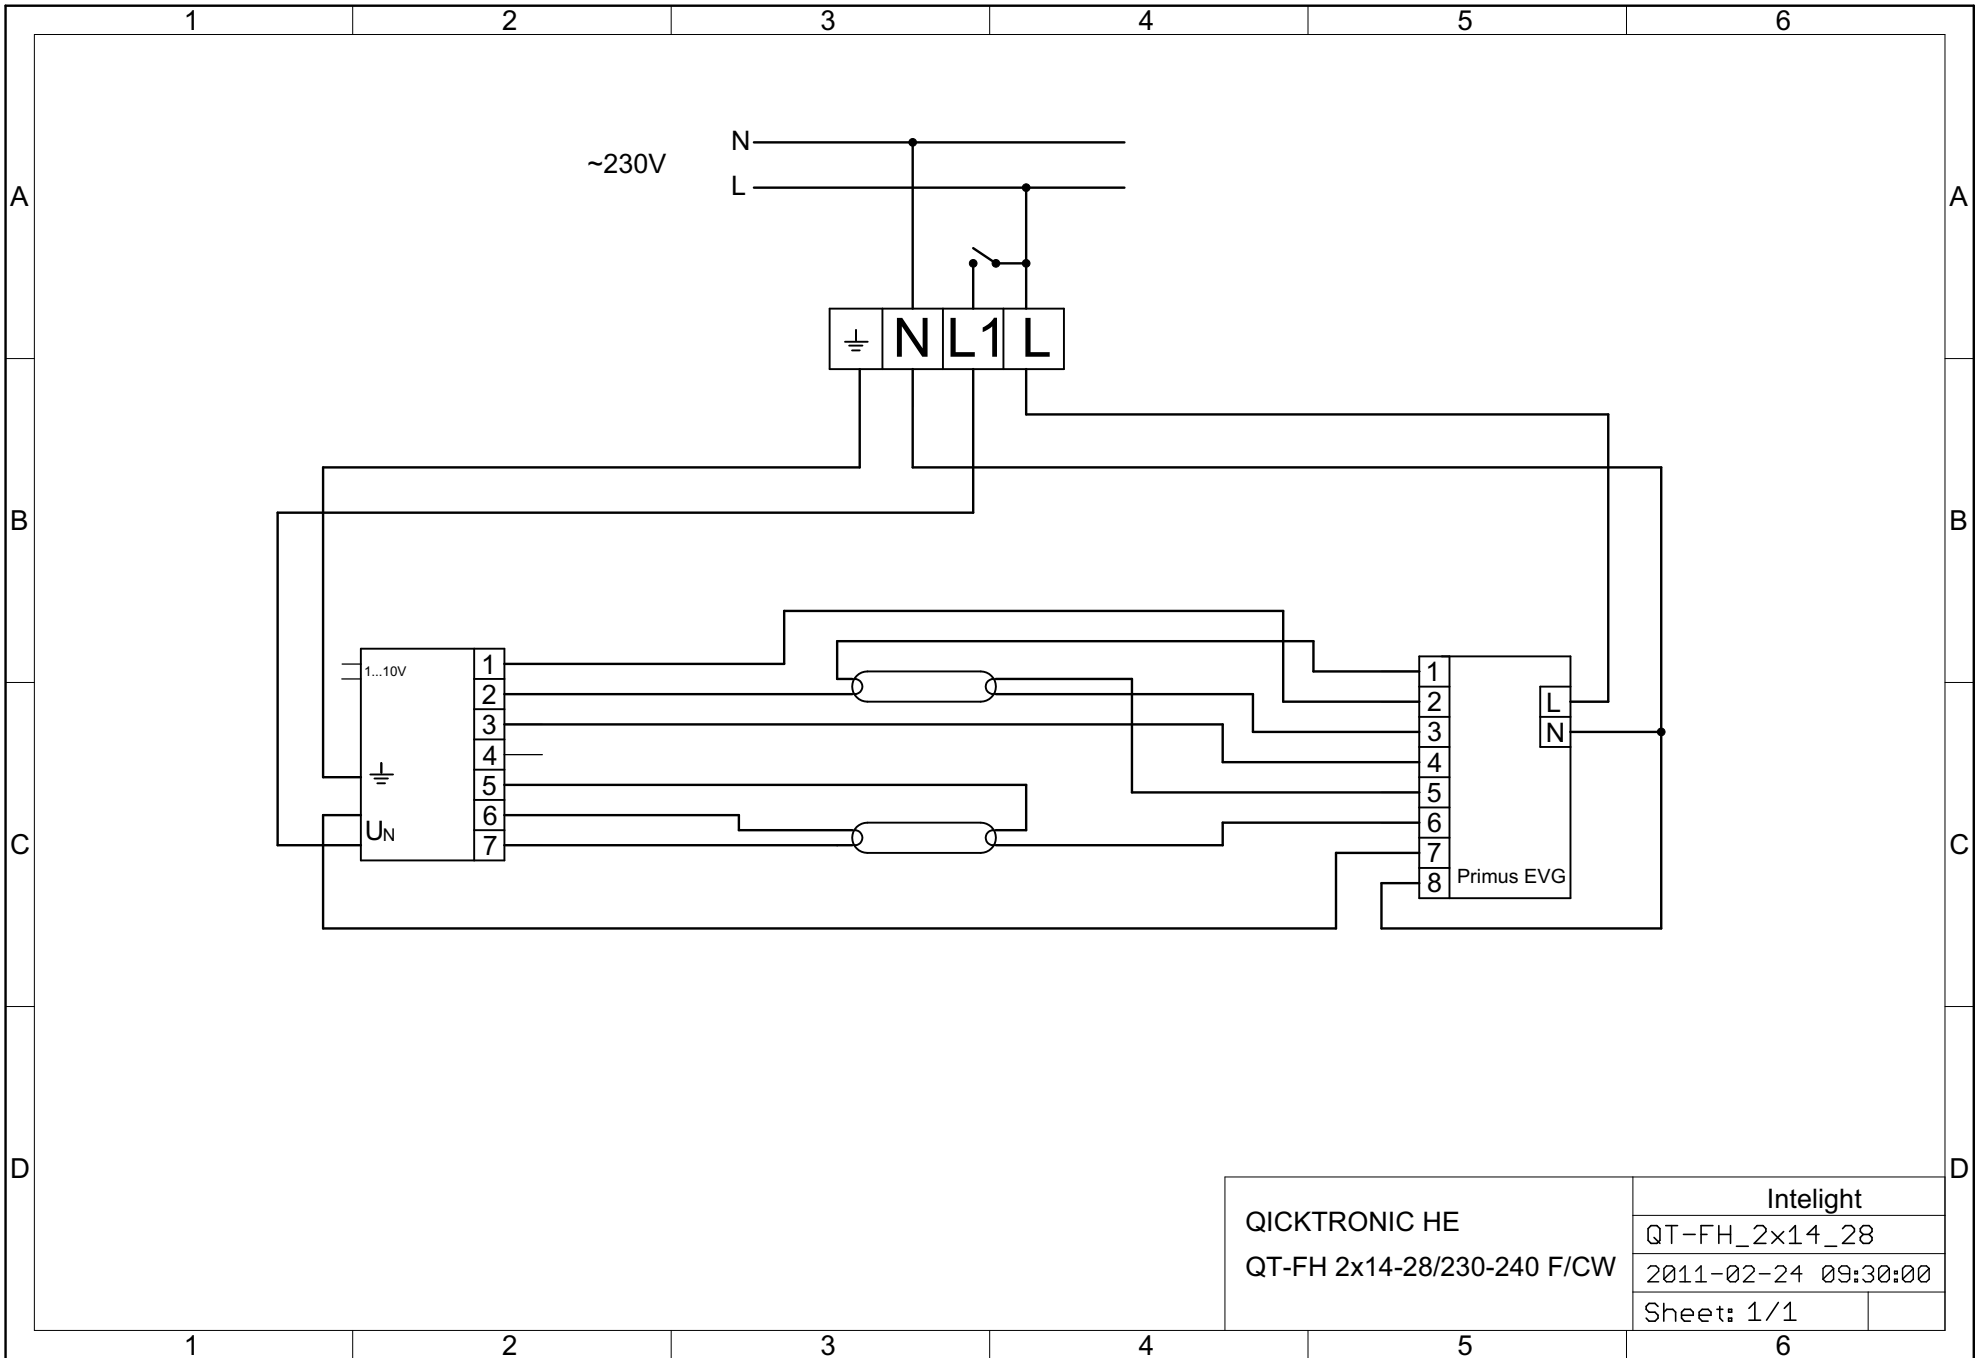 1 2 3 4 5 6
N
~230V
L
A A
N L1 L
B B
1...10V
1
2
3
4
5
6
7
UN
1
2
3
4
5
6
7
8
L
N
Primus EVG
C C
D D
QICKTRONIC HE
QT-FH 2x14-28/230-240 F/CW
Intelight
QT-FH_2x14_28
2011-02-24 09:30:00
Sheet: 1/1
1 2 3 4 5 6